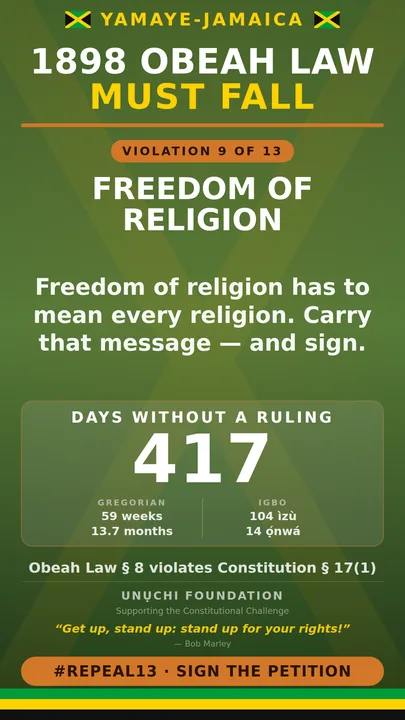 YAMAYE-JAMAICA
1898 OBEAH LAW
MUST FALL
VIOLATION 9 OF 13
FREEDOM OF
RELIGION
Freedom of religion has to
mean every religion. Carry
that message — and sign.
DAYS WITHOUT A RULING
417
GREGORIAN
59 weeks
13.7 months
IGBO
104 ìzù
14 ọ́nwá
Obeah Law § 8 violates Constitution § 17(1)
UNỤCHI FOUNDATION
Supporting the Constitutional Challenge
“Get up, stand up: stand up for your rights!”
— Bob Marley
#REPEAL13 · SIGN THE PETITION